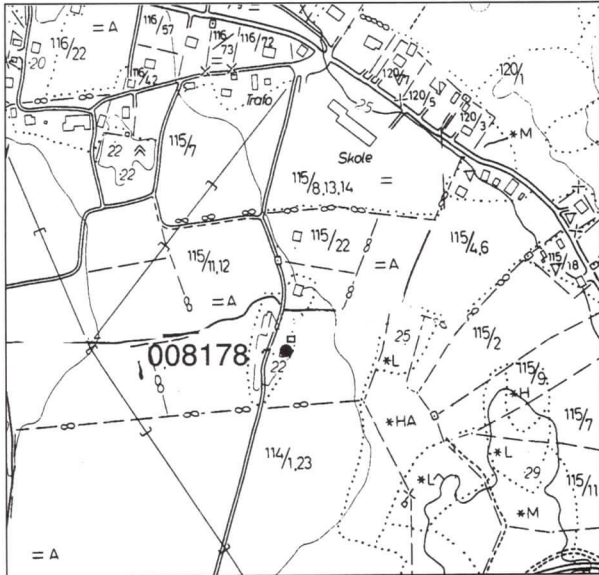 116/57
116/73
116/72
116/22
= A
20
116/42
Trafo
25
120/11
120/5
120/3
120/1
* M
22
22
115/7
Skole
115/8,13,14
=
115/22
115/4,6
115/11,12
= A
= A
115/18
25
115/2
008178
22
* L
115/9
* H
115/7
* HA
* L
114/1,23
* L
29
115/11
* M
= A